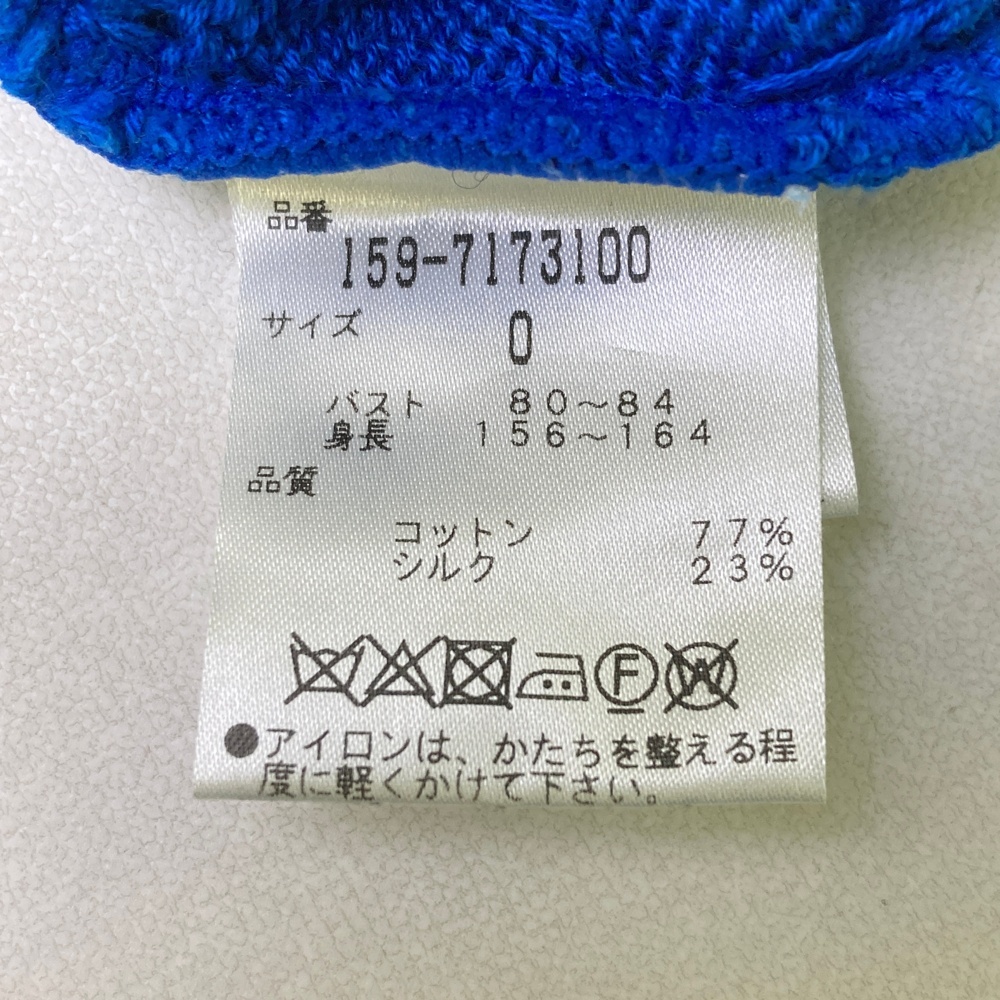 品番
159-7173100
サイズ 0
バスト 80～84
身長 156～164
品質
コットン 77%
シルク 23%
F W
●アイロンは、かたちを整える程
度に軽くかけて下さい。